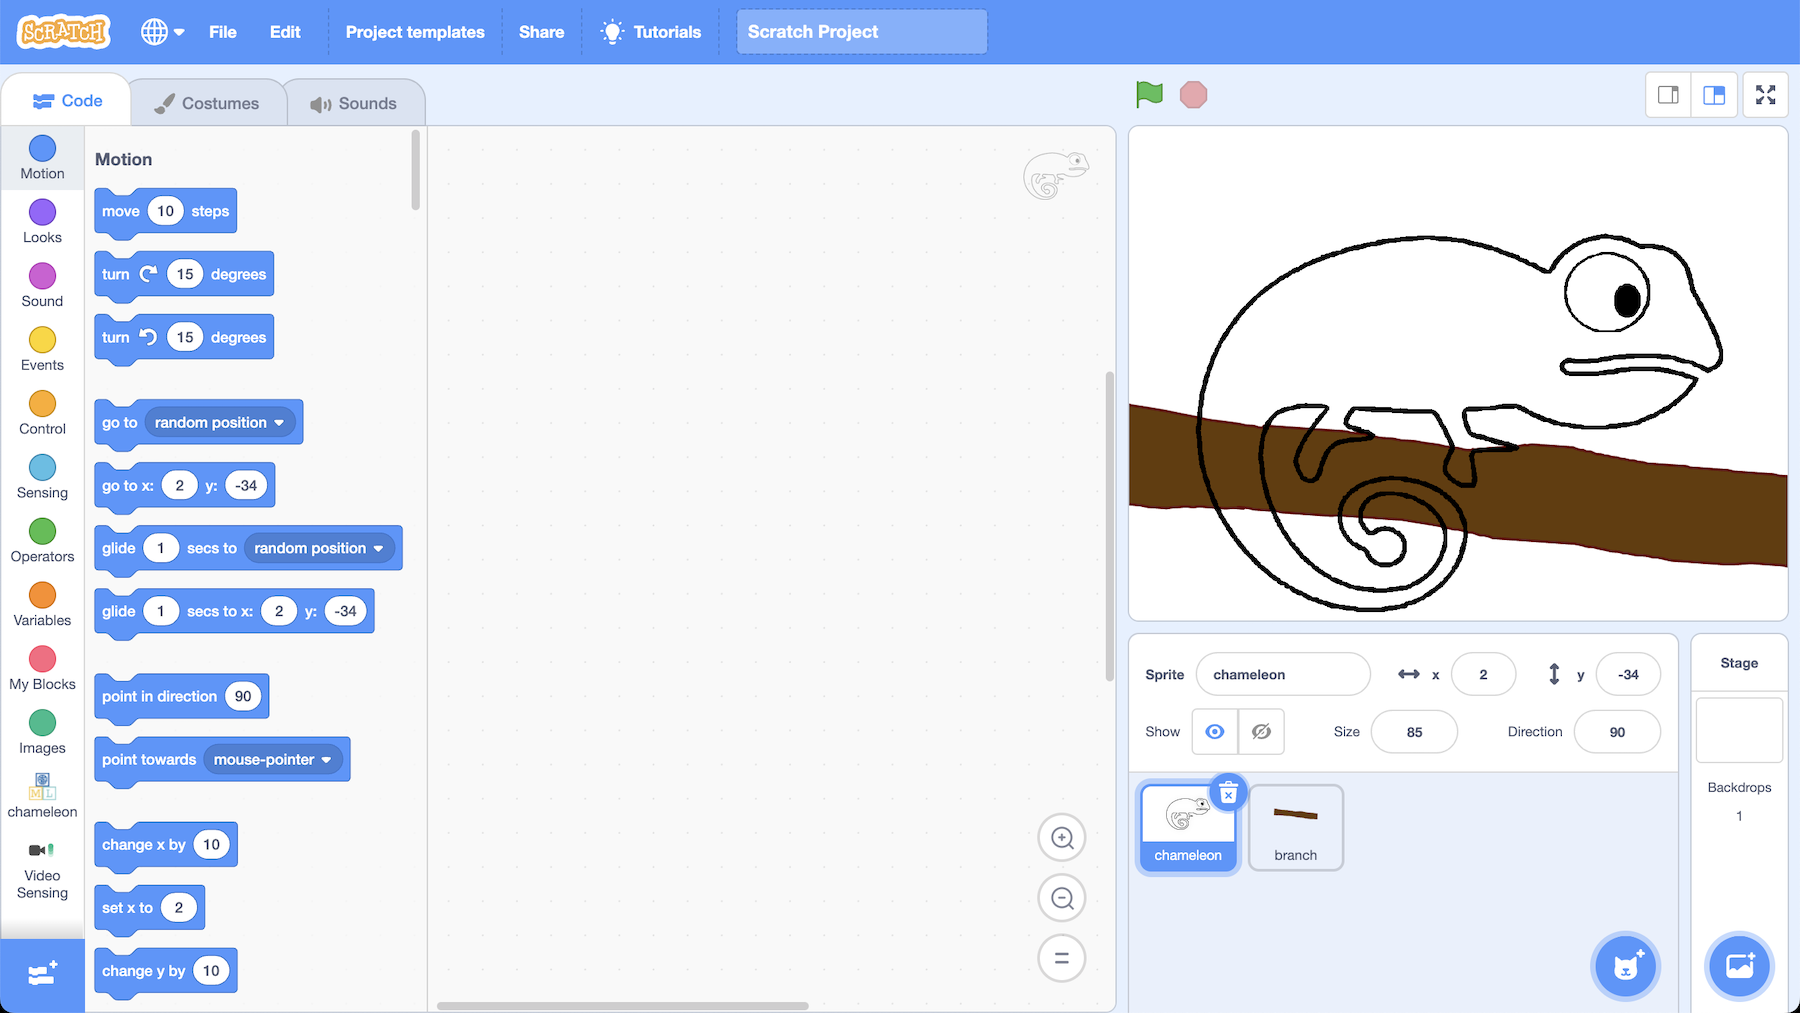 SCRATCH
File
Edit
Project templates
Share
Tutorials
Scratch Project
Code
Costumes
Sounds
Motion
Looks
Sound
Events
Control
Sensing
Operators
Variables
My Blocks
Images
ML
chameleon
Video
Sensing
Motion
move 10 steps
turn 15 degrees
turn 15 degrees
go to random position
go to x: 2 y: -34
glide 1 secs to random position
glide 1 secs to x: 2 y: -34
point in direction 90
point towards mouse-pointer
change x by 10
set x to 2
change y by 10
Sprite chameleon x 2 y -34
Show Size 85 Direction 90
chameleon
branch
Stage
Backdrops
1